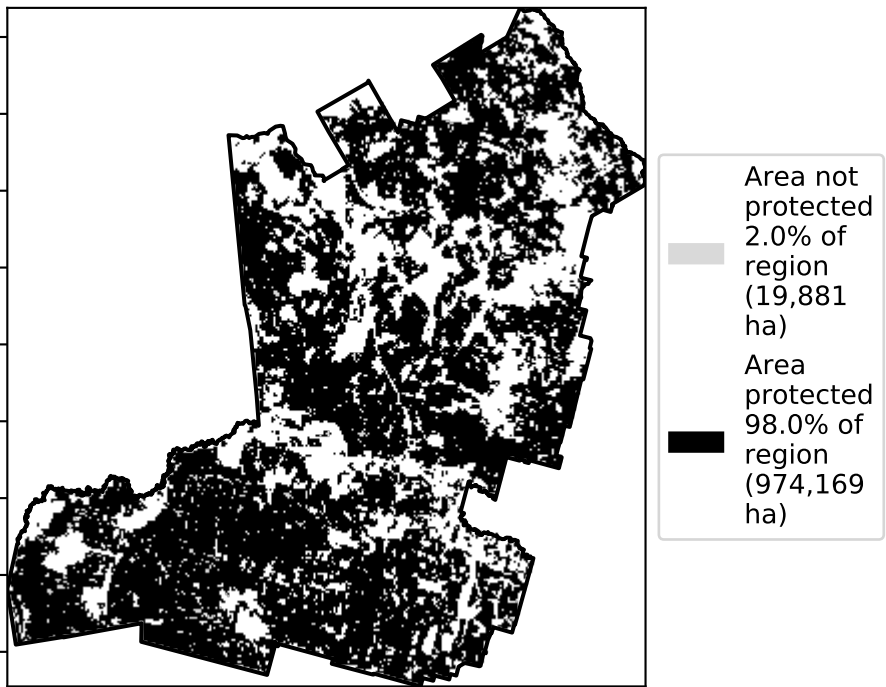 Area not
protected
2.0% of
region
(19,881
ha)
Area
protected
98.0% of
region
(974,169
ha)